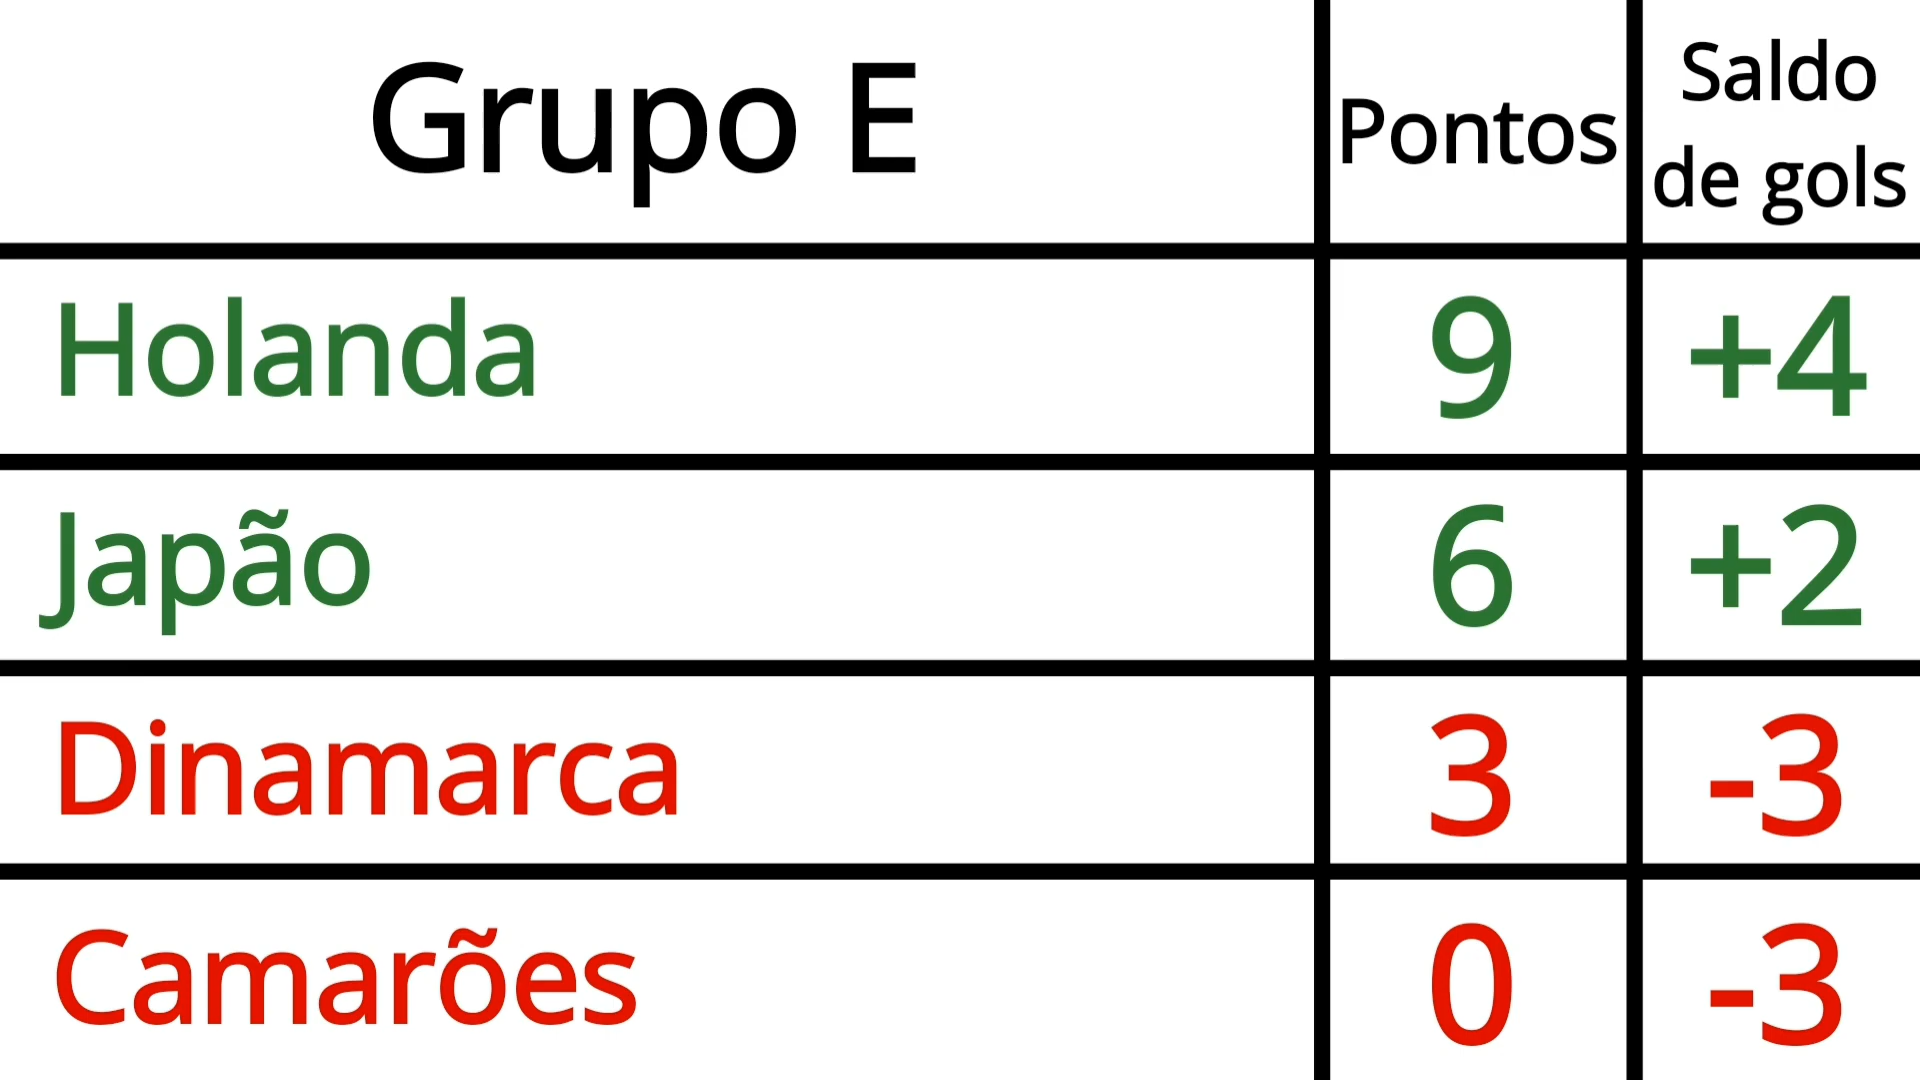 Grupo E Pontos Saldo de gols
Holanda 9 +4
Japão 6 +2
Dinamarca 3 -3
Camarões 0 -3